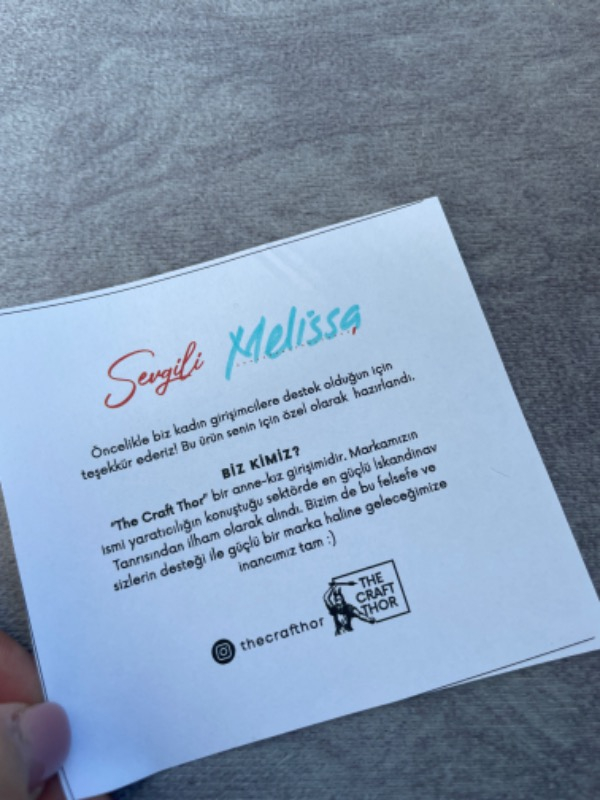 Sevgili Melissa,
Öncelikle biz kadın girişimcilere destek olduğun için
teşekkür ederiz! Bu ürün senin için özel olarak hazırlandı.
BİZ KİMİZ?
"The Craft Thor" bir anne-kız girişimidir. Markamızın
ismi yaratıcılığın konuştuğu sektörde en güçlü İskandinav
Tanrısından ilham olarak alındı. Bizim de bu felsefe ve
sizlerin desteği ile güçlü bir marka haline geleceğimize
inancımız tam :)
THE
CRAFT
THOR
thecrafthor